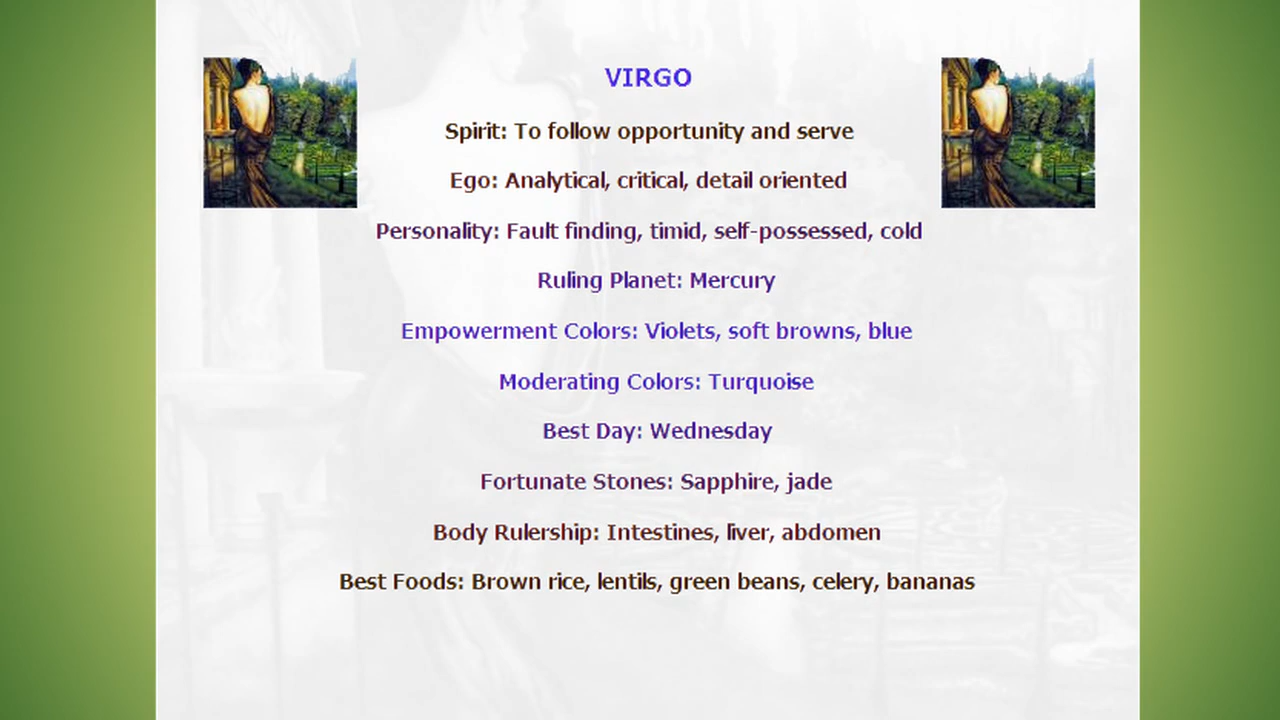 VIRGO
Spirit: To follow opportunity and serve
Ego: Analytical, critical, detail oriented
Personality: Fault finding, timid, self-possessed, cold
Ruling Planet: Mercury
Empowerment Colors: Violets, soft browns, blue
Moderating Colors: Turquoise
Best Day: Wednesday
Fortunate Stones: Sapphire, jade
Body Rulership: Intestines, liver, abdomen
Best Foods: Brown rice, lentils, green beans, celery, bananas